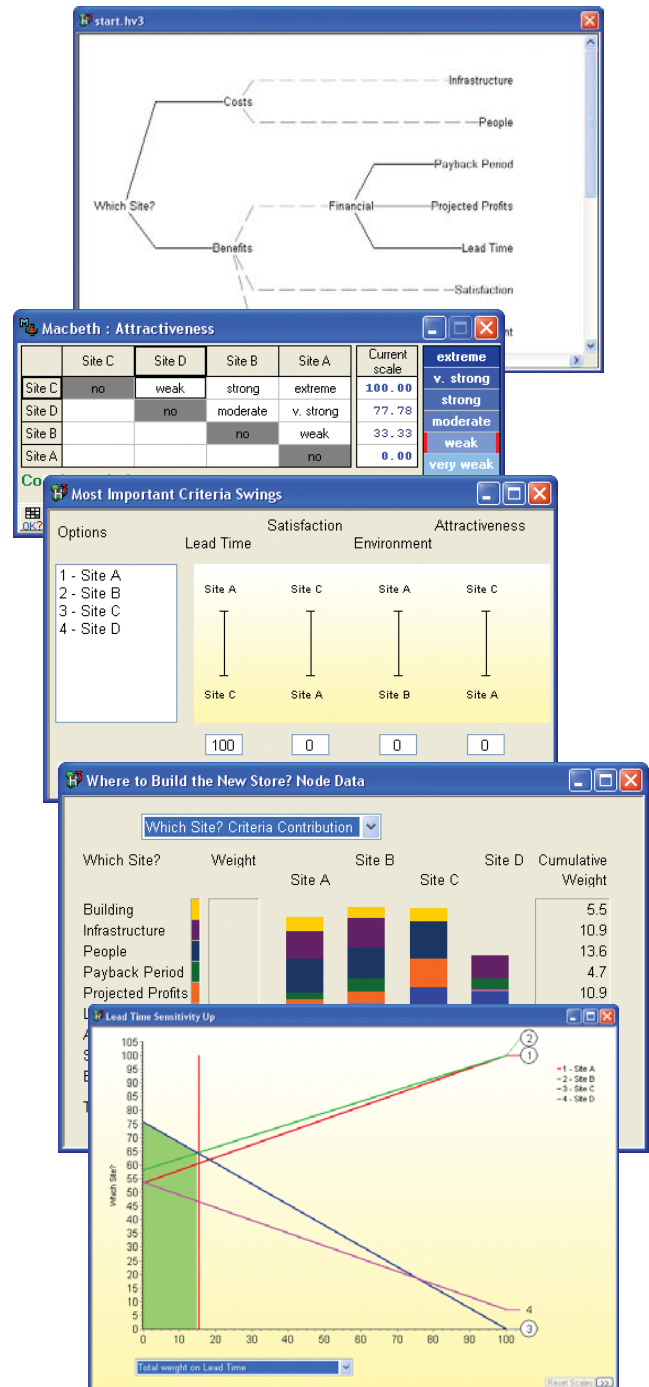 start.hv3
Infrastructure
Costs
People
Payback Period
Which Site? Financial Projected Profits
Benefits Lead Time
Satisfaction
Macbeth : Attractiveness
Site C Site D Site B Site A Current scale extreme
Site C no weak strong extreme 100.00 v. strong
Site D no moderate v. strong 77.78 strong
Site B no weak 33.33 moderate
Site A no 0.00 weak
very weak
OK?
Most Important Criteria Swings
Options Satisfaction Attractiveness
Lead Time Environment
1 - Site A
2 - Site B
3 - Site C
4 - Site D
Site A Site C Site A Site C
Site C Site A Site B Site A
100 0 0 0
Where to Build the New Store? Node Data
Which Site? Criteria Contribution
Which Site? Weight Site B Site D Cumulative
Site A Site C Weight
Building 5.5
Infrastructure 10.9
People 13.6
Payback Period 4.7
Projected Profits 10.9
Lead Time Sensitivity Up
105
100
95
90
85
80
75
70
65
60
55
50
45
40
35
30
25
20
15
10
5
0
Which Site?
0 10 20 30 40 50 60 70 80 90 100
2
1
4
3
1 - Site A
2 - Site B
3 - Site C
4 - Site D
Total weight on Lead Time
Reset Scales >>